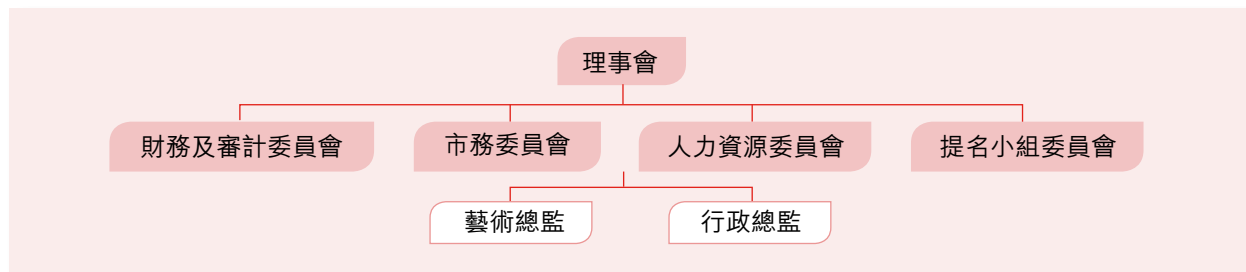 理事會
財務及審計委員會
市務委員會
人力資源委員會
提名小組委員會
藝術總監
行政總監